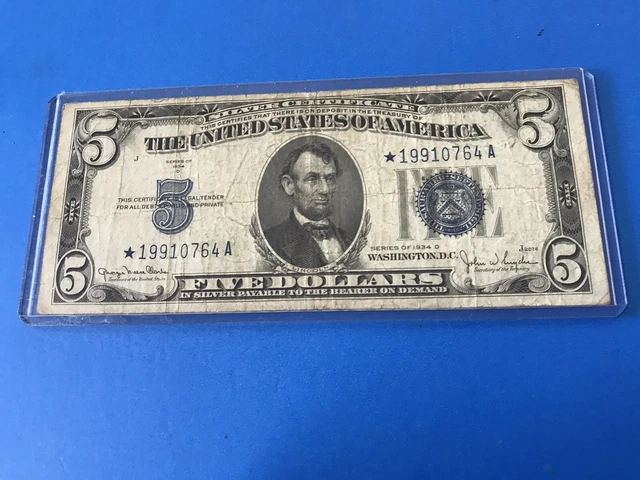 5 SILVER CERTIFICATE 5
THIS CERTIFIES THAT THERE IS ON DEPOSIT IN THE TREASURY OF
THE UNITED STATES OF AMERICA
J
SERIES OF
1934
D
★19910764A
THIS CERTIFICATE IS LEGAL TENDER
FOR ALL DEBTS PUBLIC AND PRIVATE
5
FIVE
★19910764A
SERIES OF 1934 D
J2078
WASHINGTON, D.C.
Secretary of the Treasury
5 FIVE DOLLARS 5
IN SILVER PAYABLE TO THE BEARER ON DEMAND